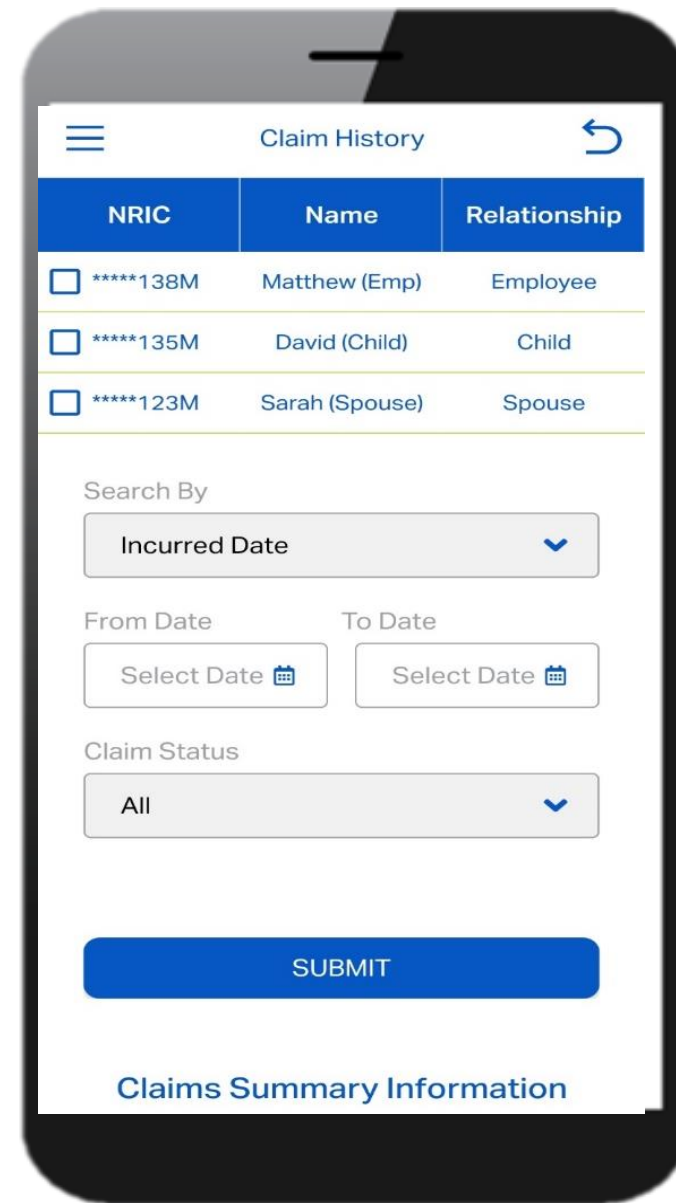 Claim History
NRIC Name Relationship
*****138M Matthew (Emp) Employee
*****135M David (Child) Child
*****123M Sarah (Spouse) Spouse
Search By
Incurred Date
From Date To Date
Select Date Select Date
Claim Status
All
SUBMIT
Claims Summary Information